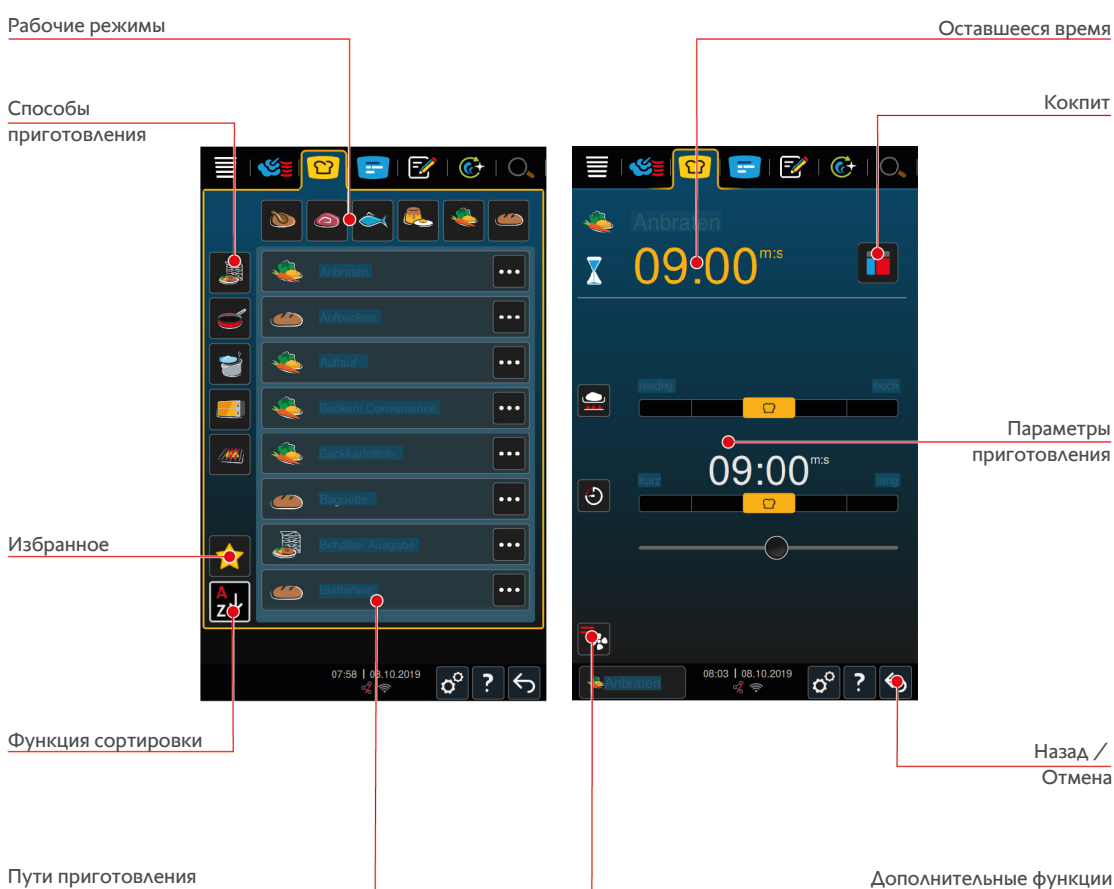 Рабочие режимы
Оставшееся время
Способы
приготовления
Кокпит
Anbraten
09:00 m:s
Anbraten
Aufbacken
Auflauf
Backen/ Convenience
Backkartoffeln
Baguette
Behälter Ausgabe
Blätterteig
niedrig
hoch
Параметры
приготовления
09:00 m:s
kurz
lang
Избранное
A
Z
07:58 | 08.10.2019
?
Anbraten
08:03 | 08.10.2019
?
Функция сортировки
Назад /
Отмена
Пути приготовления
Дополнительные функции